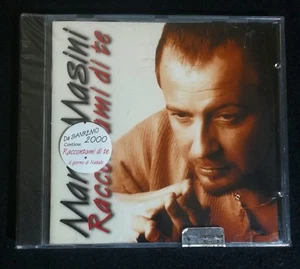 Marco Masini
Raccontami di te
Da SANREMO
2000
Contiene
Raccontami di te
Il giorno di Natale